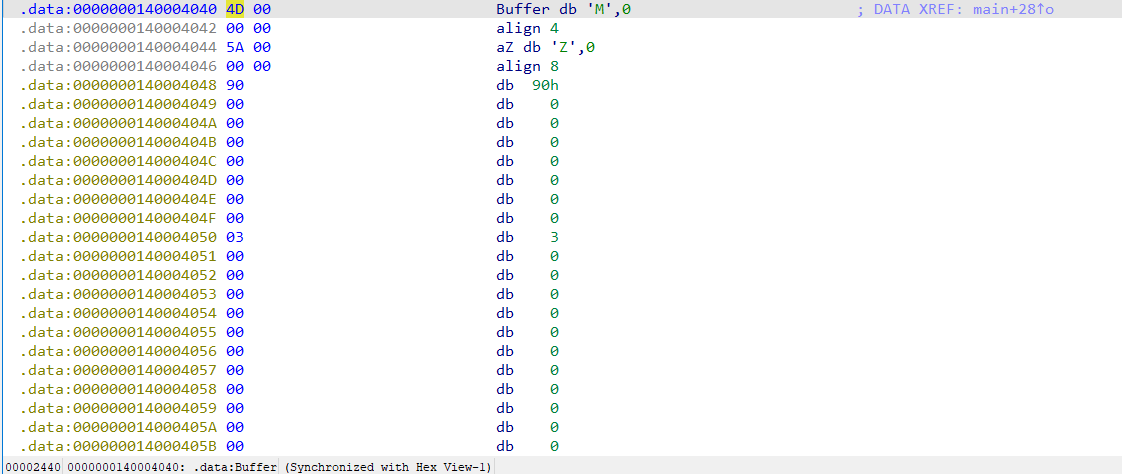 .data:0000000140004040 4D 00 Buffer db 'M',0 ; DATA XREF: main+28↑o
.data:0000000140004042 00 00 align 4
.data:0000000140004044 5A 00 aZ db 'Z',0
.data:0000000140004046 00 00 align 8
.data:0000000140004048 90 db 90h
.data:0000000140004049 00 db 0
.data:000000014000404A 00 db 0
.data:000000014000404B 00 db 0
.data:000000014000404C 00 db 0
.data:000000014000404D 00 db 0
.data:000000014000404E 00 db 0
.data:000000014000404F 00 db 0
.data:0000000140004050 03 db 3
.data:0000000140004051 00 db 0
.data:0000000140004052 00 db 0
.data:0000000140004053 00 db 0
.data:0000000140004054 00 db 0
.data:0000000140004055 00 db 0
.data:0000000140004056 00 db 0
.data:0000000140004057 00 db 0
.data:0000000140004058 00 db 0
.data:0000000140004059 00 db 0
.data:000000014000405A 00 db 0
.data:000000014000405B 00 db 0
00002440 0000000140004040: .data:Buffer (Synchronized with Hex View-1)